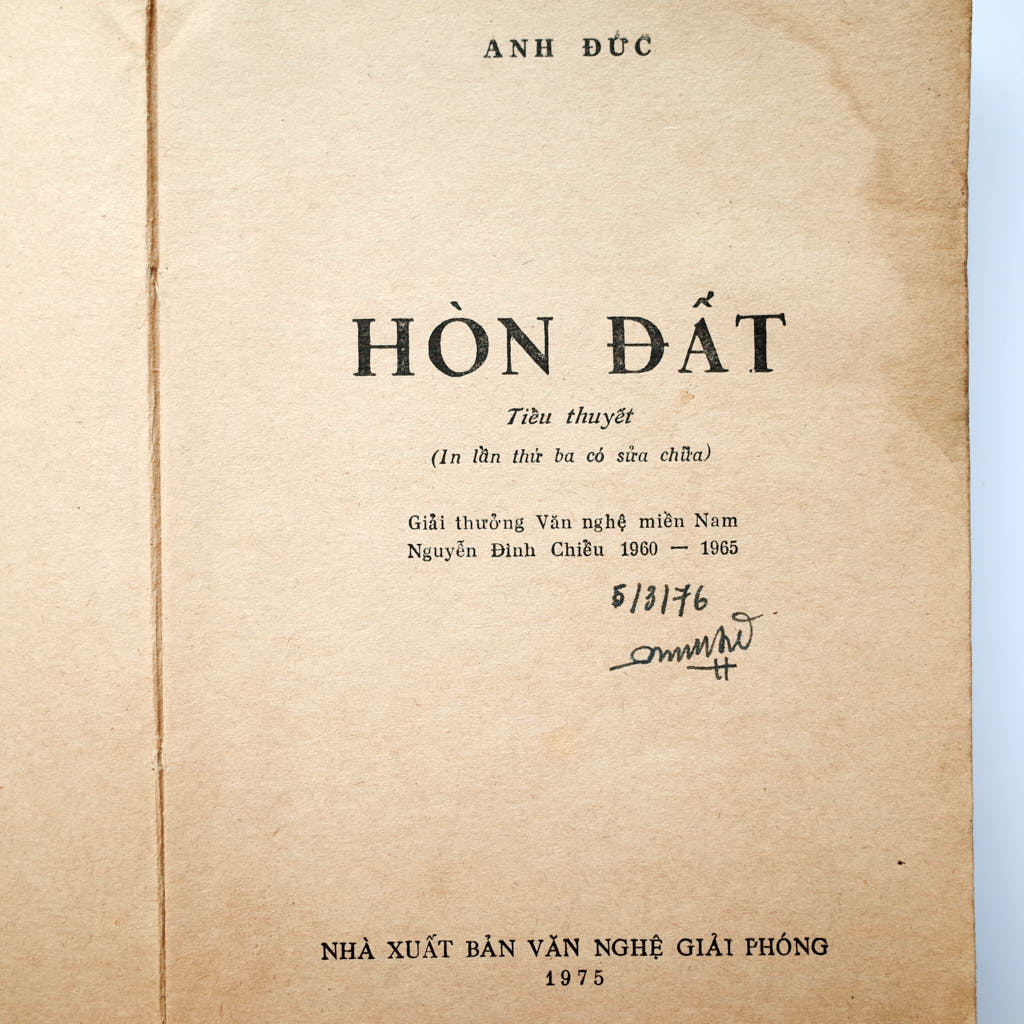 ANH ĐỨC
HÒN ĐẤT
Tiểu thuyết
(In lần thứ ba có sửa chữa)
Giải thưởng Văn nghệ miền Nam
Nguyễn Đình Chiểu 1960 — 1965
5/3/76
NHÀ XUẤT BẢN VĂN NGHỆ GIẢI PHÓNG
1975